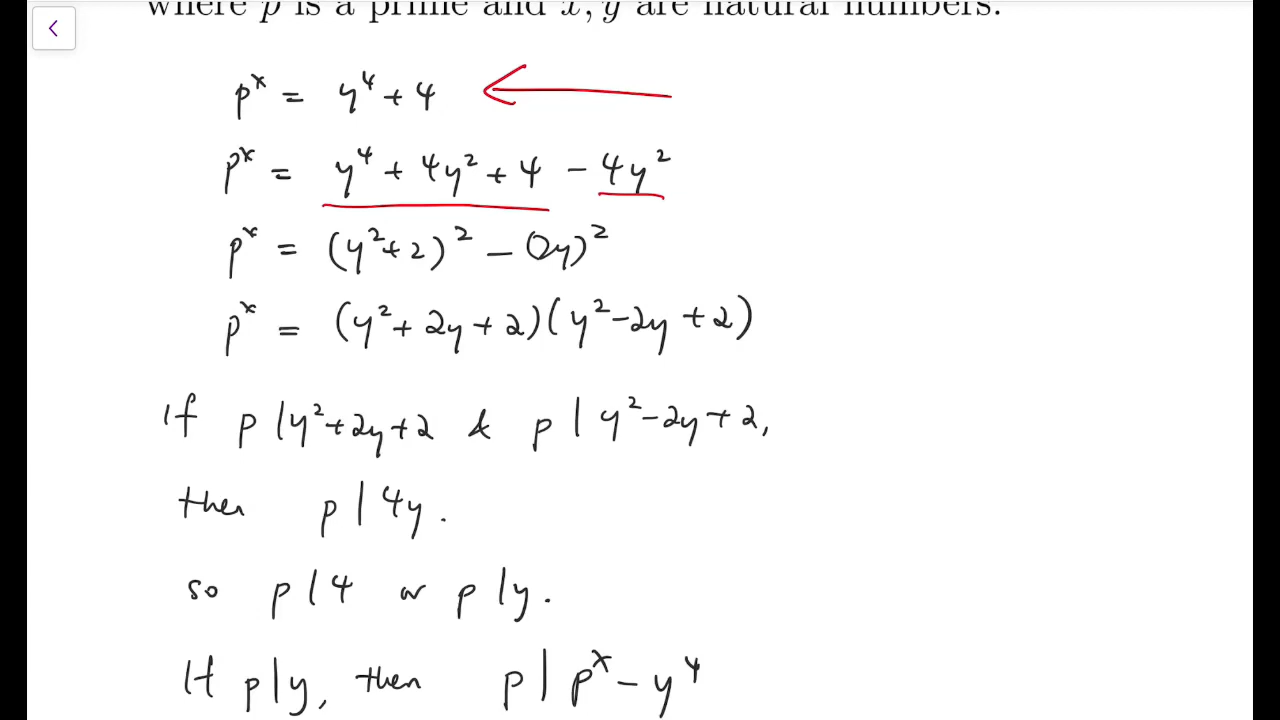 where p is a prime and x, y are natural numbers.
p^x = y^4 + 4
p^x = y^4 + 4y^2 + 4 - 4y^2
p^x = (y^2+2)^2 - (2y)^2
p^x = (y^2 + 2y + 2)(y^2 - 2y + 2)
If p | y^2+2y+2 & p | y^2-2y+2,
then p | 4y.
so p | 4 or p | y.
If p|y, then p | p^x - y^4